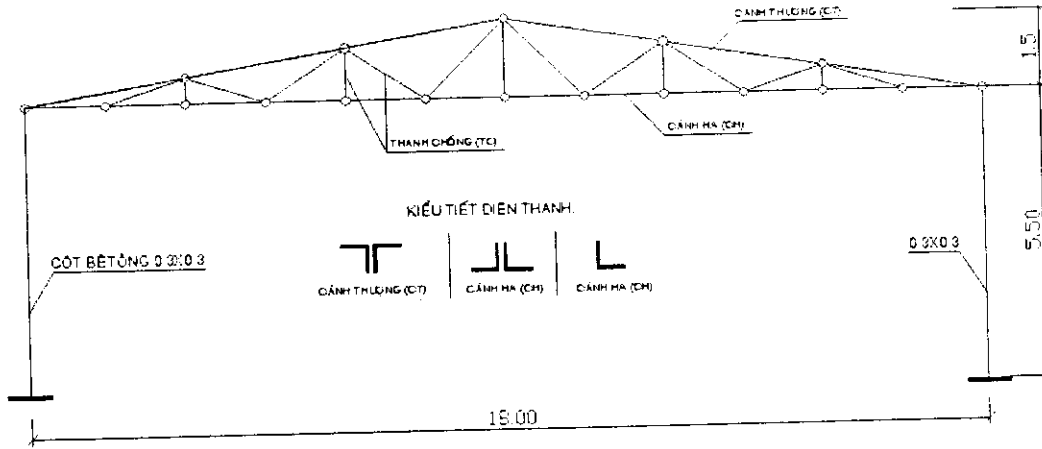 CÁNH THƯỢNG (CT)
1.5
THANH CHỐNG (TC)
CÁNH HẠ (CH)
KIỂU TIẾT DIỆN THANH
CỘT BÊTÔNG 0.3X0.3
0.3X0.3
5.50
CÁNH THƯỢNG (CT)
CÁNH HẠ (CH)
CÁNH HẠ (CH)
18.00